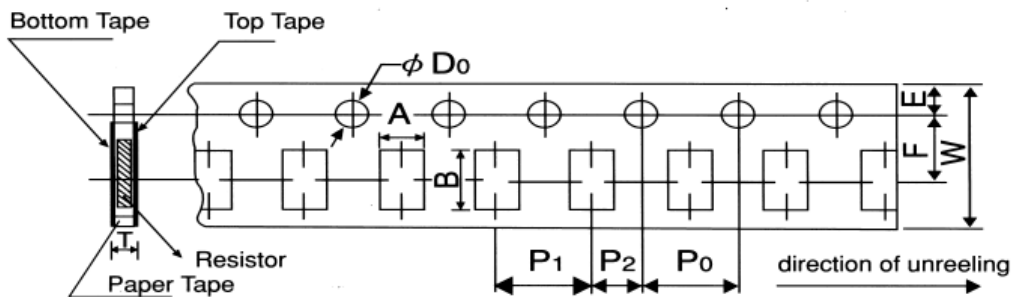 Bottom Tape
Top Tape
φ D0
A
E
B
F
W
T
Resistor
Paper Tape
P1
P2
P0
direction of unreeling